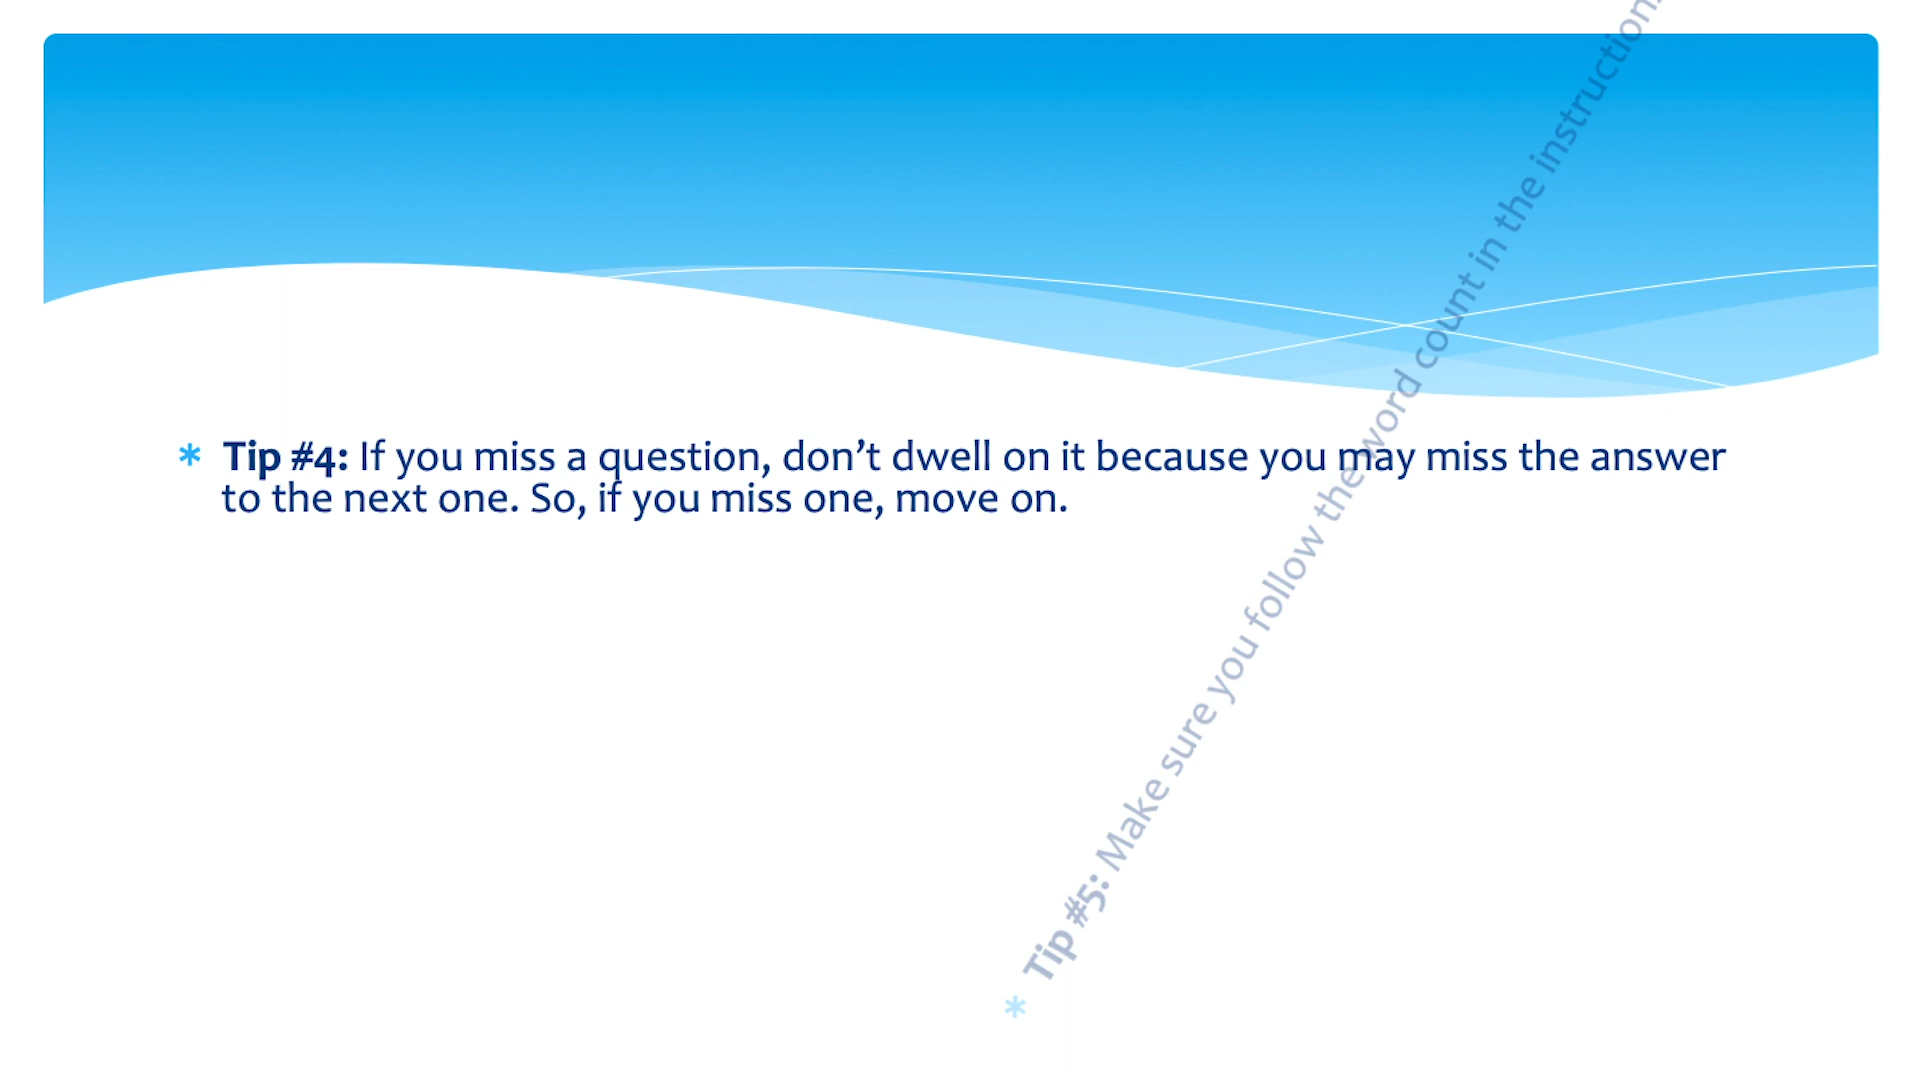 * Tip #4: If you miss a question, don’t dwell on it because you may miss the answer
to the next one. So, if you miss one, move on.
* Tip #5: Make sure you follow the word count in the instructions